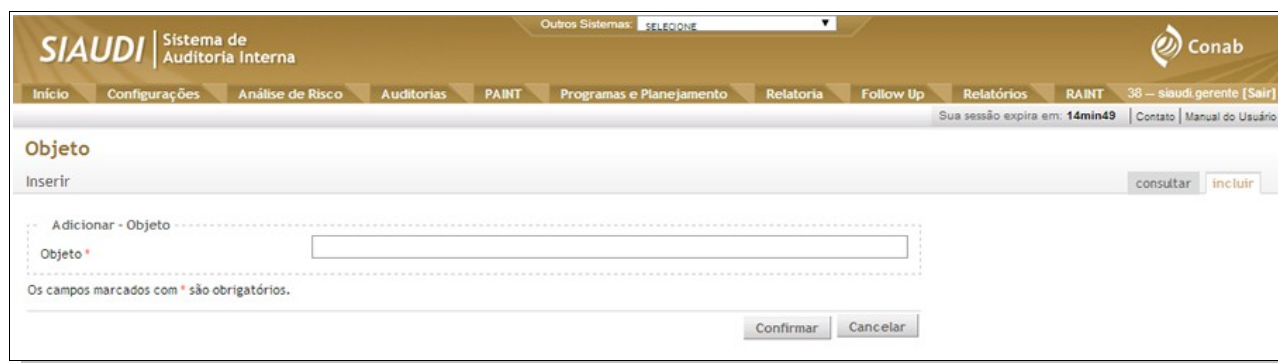 Outros Sistemas: SELECIONE
SIAUDI Sistema de
Auditoria Interna
Conab
Início Configurações Análise de Risco Auditorias PAINT Programas e Planejamento Relatoria Follow Up Relatórios RAINT 38 — siaudi.gerente [Sair]
Sua sessão expira em: 14min49 | Contato | Manual do Usuário
Objeto
Inserir
consultar incluir
Adicionar - Objeto
Objeto *
Os campos marcados com * são obrigatórios.
Confirmar Cancelar